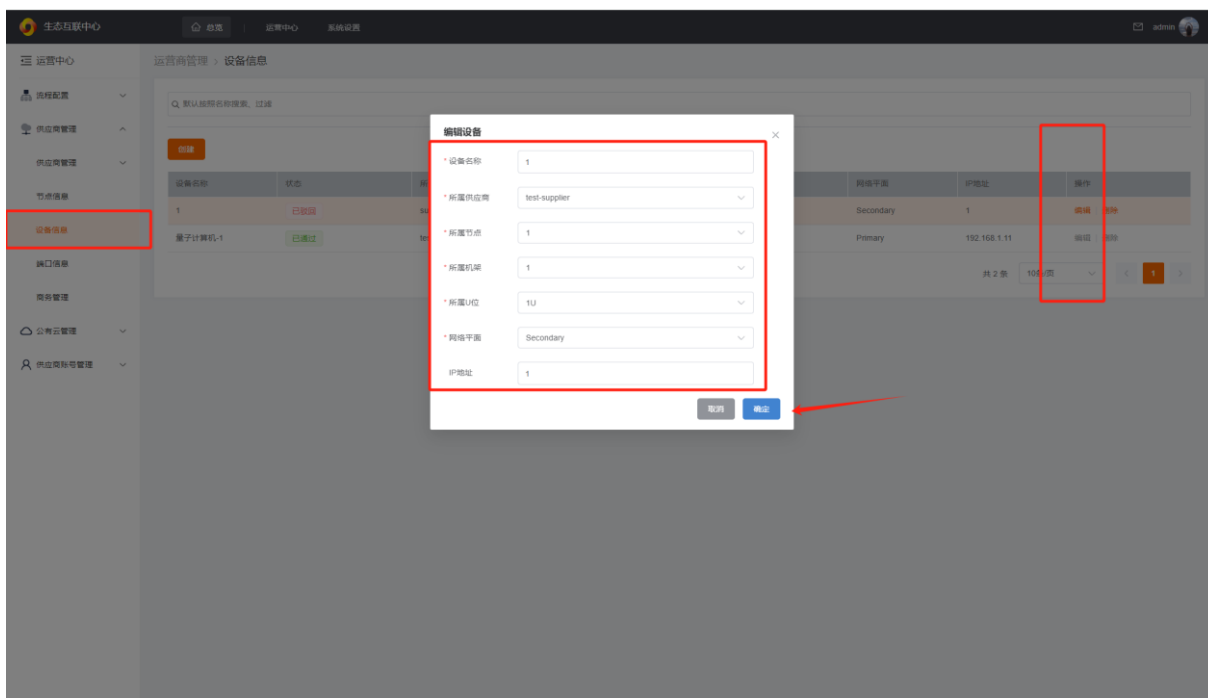 生态互联中心 总览 运营中心 系统设置 admin
运营中心 运营商管理 > 设备信息
流程配置
默认按照名称搜索、过滤
供应商管理
供应商管理
节点信息
设备信息
端口信息
商务管理
公有云管理
供应商账号管理
创建
设备名称 状态 网络平面 IP地址 操作
1 已驳回 su Secondary 1 编辑 删除
量子计算机-1 已通过 tes Primary 192.168.1.11 编辑 删除
共 2 条 10条/页 1
编辑设备
* 设备名称 1
* 所属供应商 test-supplier
* 所属节点 1
* 所属机架 1
* 所属U位 1U
* 网络平面 Secondary
IP地址 1
取消 确定